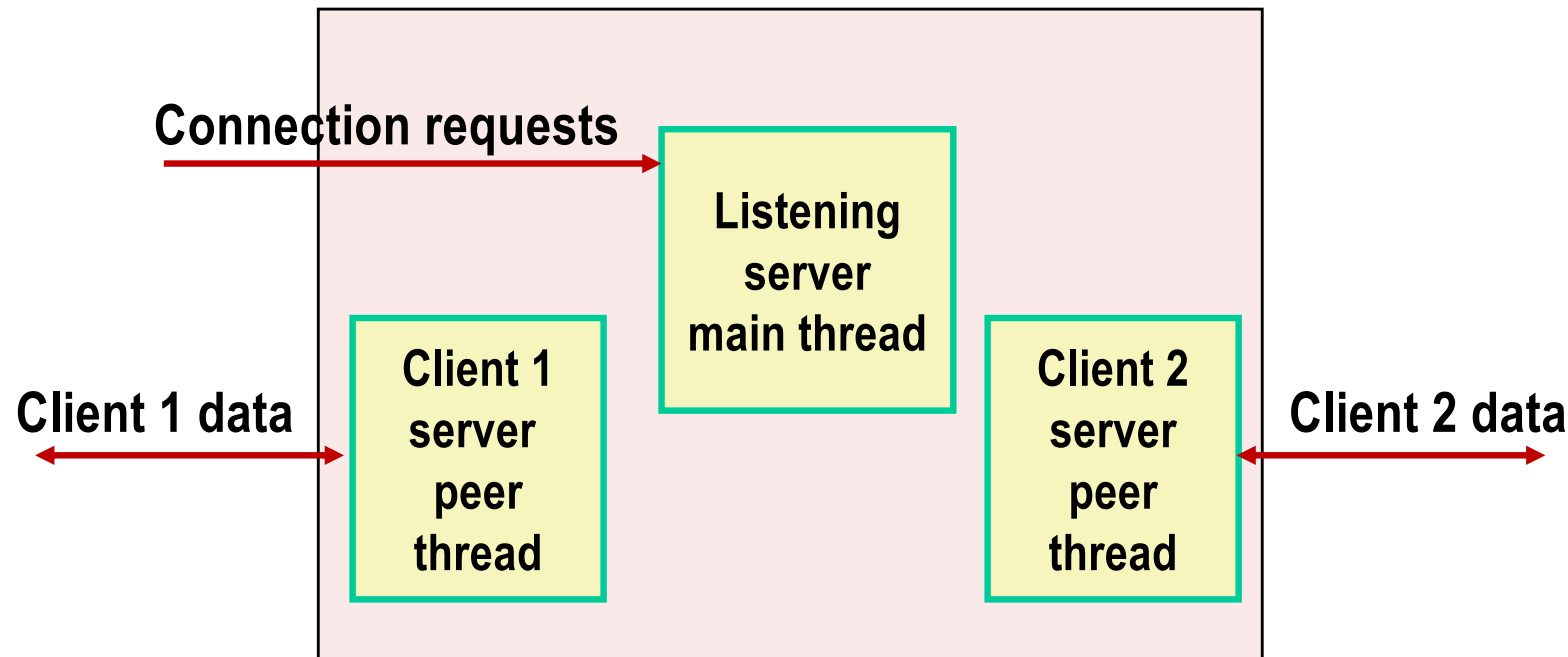 Connection requests
Listening
server
main thread
Client 1
server
peer
thread
Client 2
server
peer
thread
Client 1 data
Client 2 data